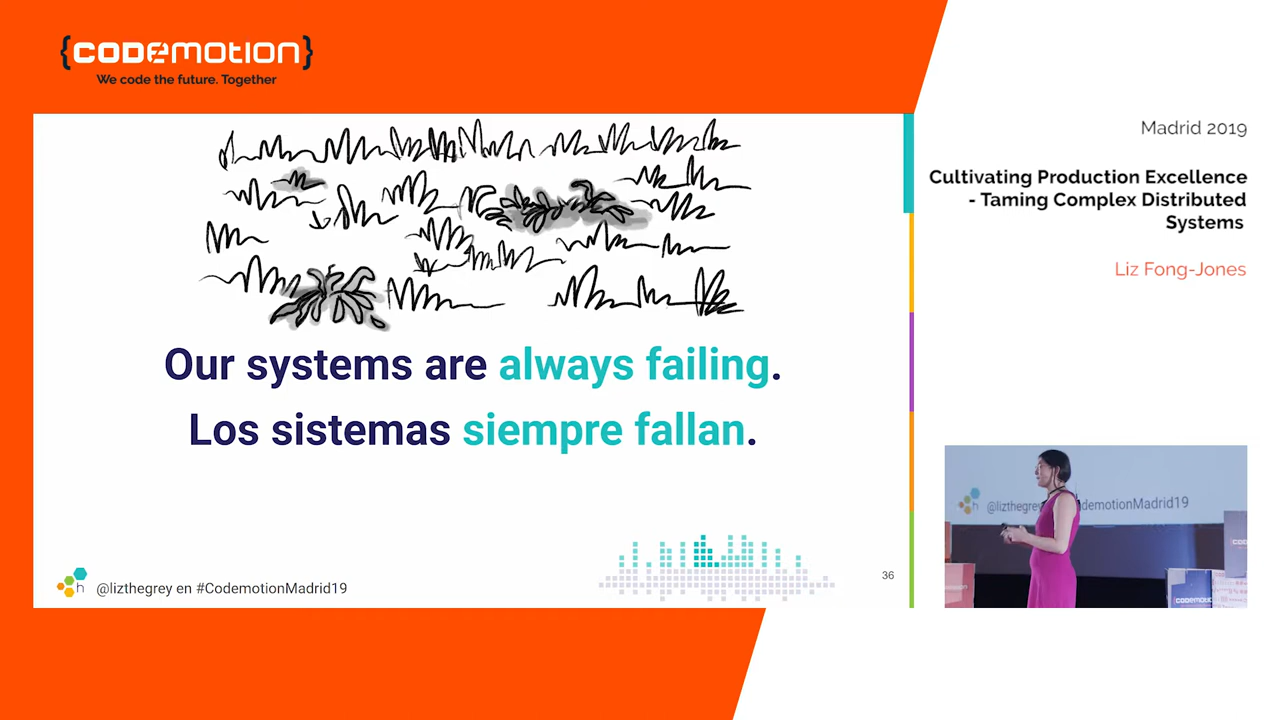 {CODEMOTION}
We code the future. Together
Madrid 2019
Cultivating Production Excellence
- Taming Complex Distributed
Systems
Liz Fong-Jones
Our systems are always failing.
Los sistemas siempre fallan.
h
@lizthegrey en #CodemotionMadrid19
36
h
@lizthegrey
demotionMadrid19
CODEMOTION